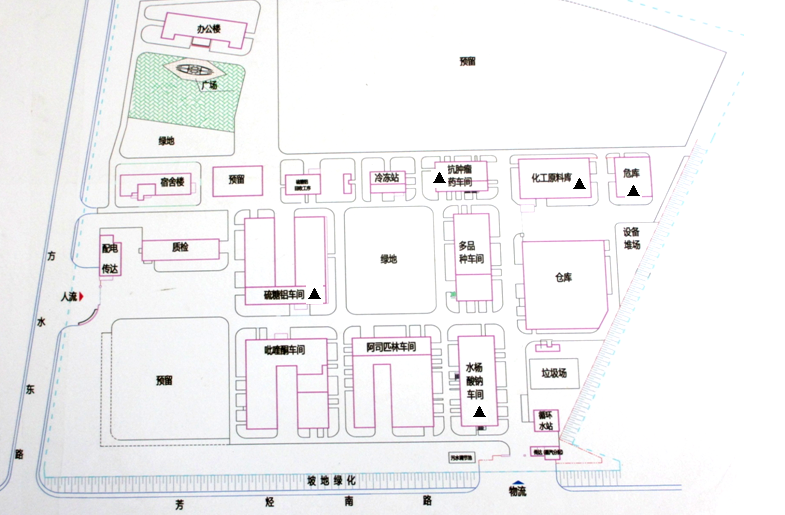 办公楼
预留
广场
绿地
宿舍楼
预留
冷冻站
抗肿瘤
药车间
化工原料库
危库
配电
传达
质检
绿地
多品
种车间
设备
堆场
仓库
方
人流
硫糖铝车间
水
预留
吡嗪酮车间
阿司匹林车间
水杨
酸钠
车间
垃圾场
东
循环
水站
路
坡地绿化
芳 烃 南 路
物流